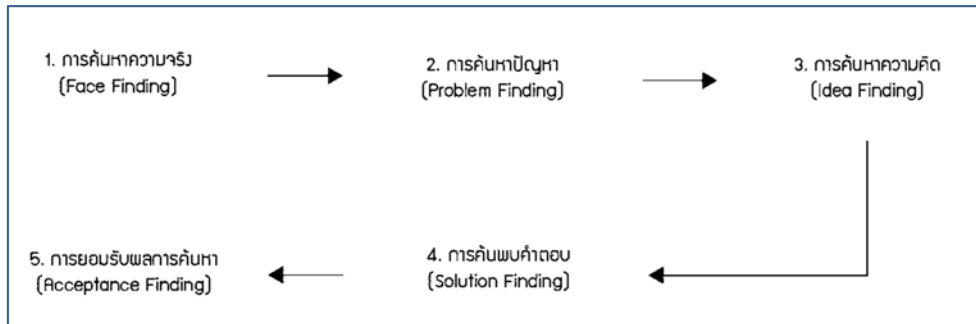 1. การค้นหาความจริง
(Face Finding)
2. การค้นหาปัญหา
(Problem Finding)
3. การค้นหาความคิด
(Idea Finding)
4. การค้นพบคำตอบ
(Solution Finding)
5. การยอมรับผลการค้นหา
(Acceptance Finding)